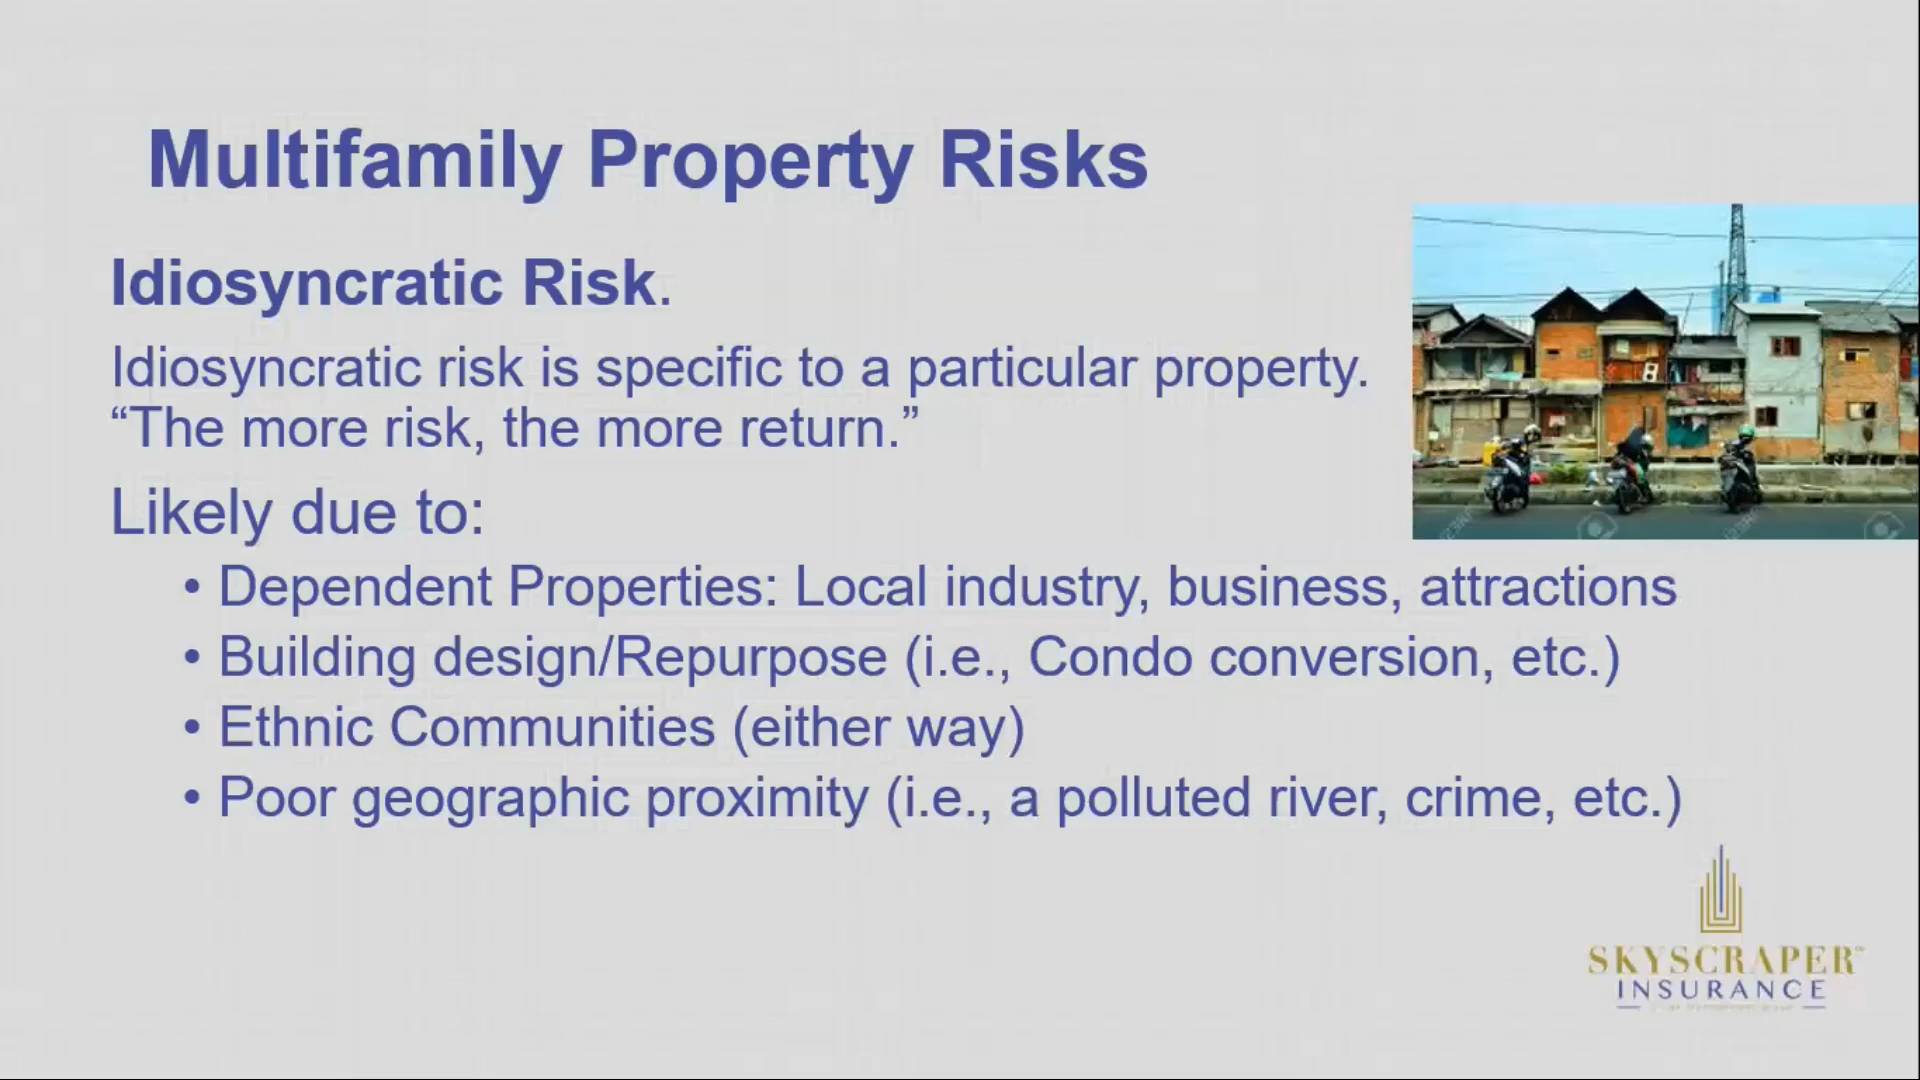 Multifamily Property Risks
Idiosyncratic Risk.
Idiosyncratic risk is specific to a particular property.
“The more risk, the more return.”
Likely due to:
• Dependent Properties: Local industry, business, attractions
• Building design/Repurpose (i.e., Condo conversion, etc.)
• Ethnic Communities (either way)
• Poor geographic proximity (i.e., a polluted river, crime, etc.)
SKYSCRAPER
INSURANCE